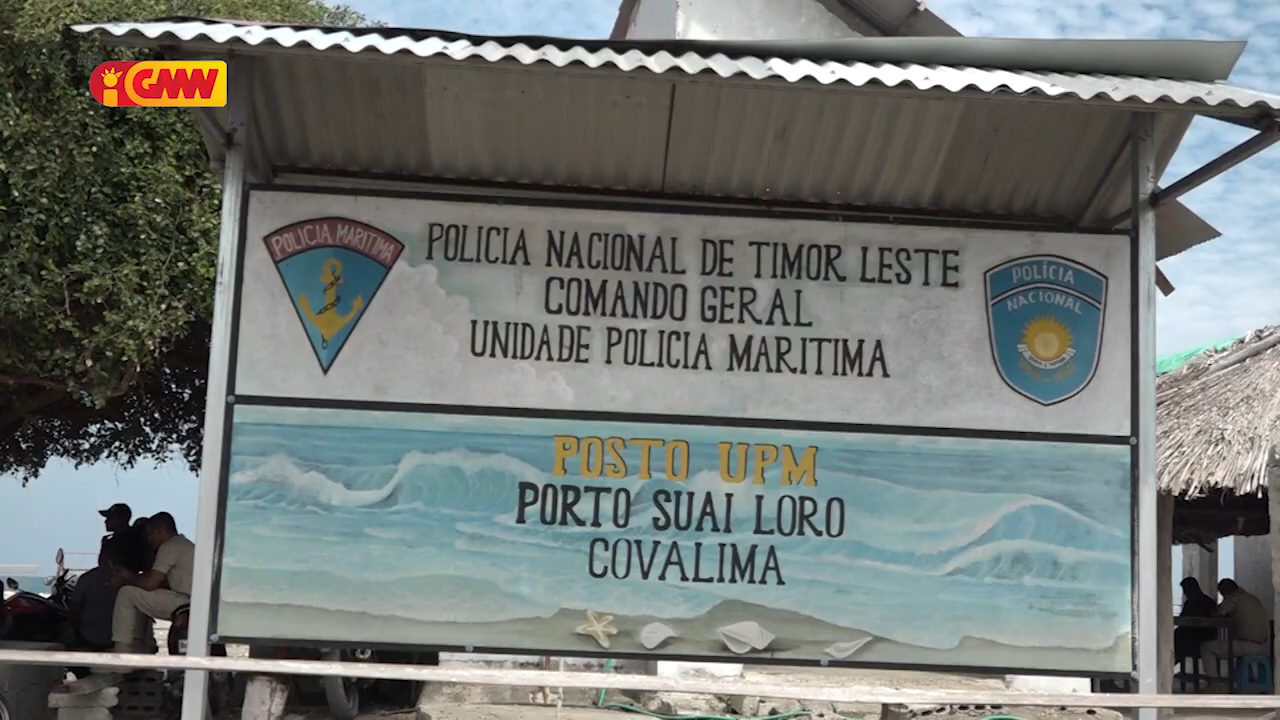 GMN
POLICIA MARITIMA
POLICIA NACIONAL DE TIMOR LESTE
COMANDO GERAL
UNIDADE POLICIA MARITIMA
POLÍCIA
NACIONAL
POSTO UPM
PORTO SUAI LORO
COVALIMA